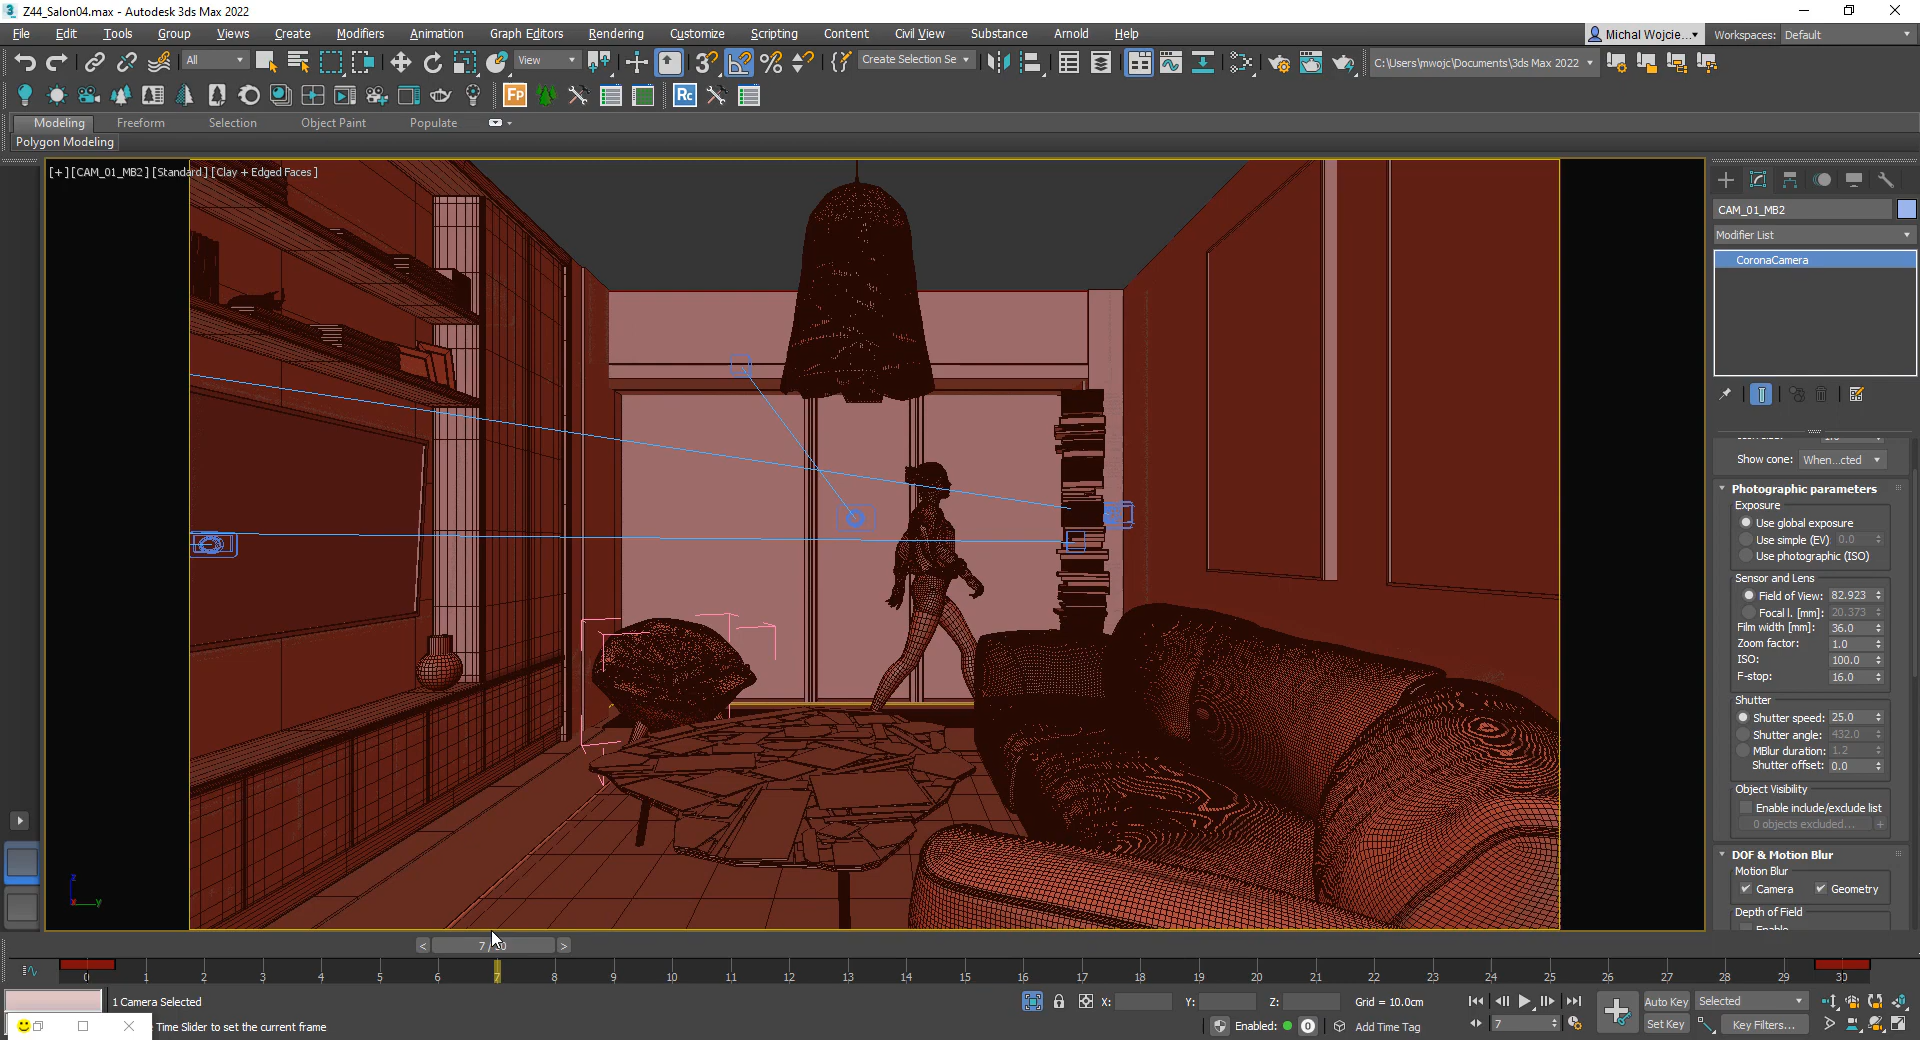 Z44_Salon04.max - Autodesk 3ds Max 2022
File Edit Tools Group Views Create Modifiers Animation Graph Editors Rendering Customize Scripting Content Civil View Substance Arnold Help
Michal Wojcie... Workspaces: Default
All View Create Selection Se C:\Users\mwojc\Documents\3ds Max 2022
Fp Rc
Modeling Freeform Selection Object Paint Populate
Polygon Modeling
[+] [CAM_01_MB2] [Standard] [Clay + Edged Faces]
CAM_01_MB2
Modifier List
CoronaCamera
Show cone: When...cted
Photographic parameters
Exposure
Use global exposure
Use simple (EV) 0.0
Use photographic (ISO)
Sensor and Lens
Field of View: 82.923
Focal l. [mm]: 20.373
Film width [mm]: 36.0
Zoom factor: 1.0
ISO: 100.0
F-stop: 16.0
Shutter
Shutter speed: 25.0
Shutter angle: 432.0
MBlur duration: 1.2
Shutter offset: 0.0
Object Visibility
Enable include/exclude list
0 objects excluded... +
DOF & Motion Blur
Motion Blur
Camera Geometry
Depth of Field
z
x y
< 7 / 30 >
0 1 2 3 4 5 6 7 8 9 10 11 12 13 14 15 16 17 18 19 20 21 22 23 24 25 26 27 28 29 30
1 Camera Selected
X: Y: Z: Grid = 10.0cm
Auto Key Selected
Time Slider to set the current frame
Enabled: 0 Add Time Tag
7 Set Key Key Filters...